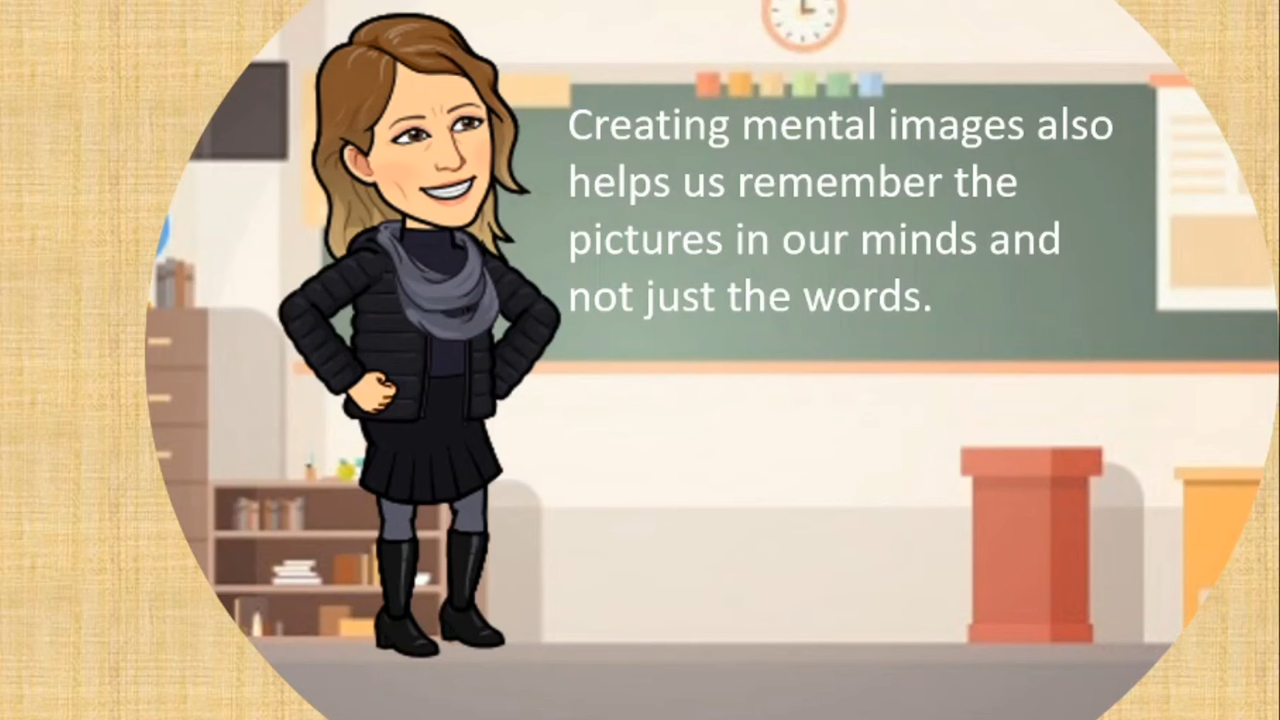 Creating mental images also
helps us remember the
pictures in our minds and
not just the words.